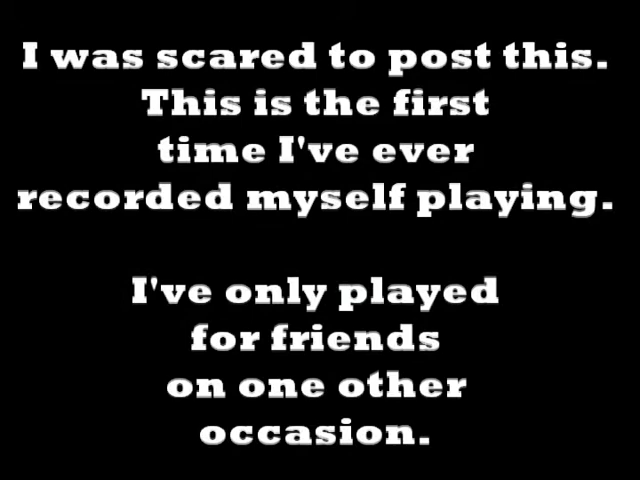 I was scared to post this.
This is the first
time I've ever
recorded myself playing.
I've only played
for friends
on one other
occasion.